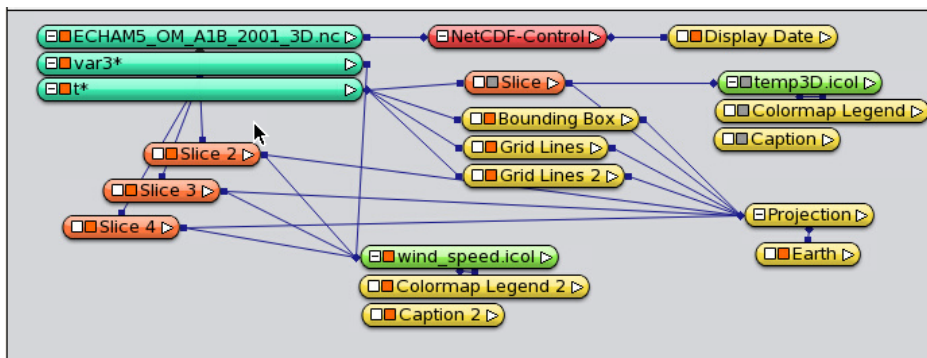 ECHAM5_OM_A1B_2001_3D.nc NetCDF-Control Display Date
var3*
t* Slice temp3D.icol
Colormap Legend
Bounding Box
Caption
Grid Lines
Slice 2
Grid Lines 2
Slice 3
Projection
Slice 4
Earth
wind_speed.icol
Colormap Legend 2
Caption 2